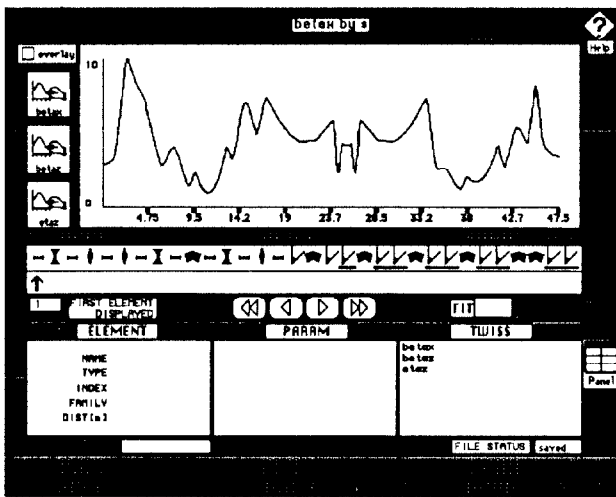 betax by s
Help
overlay
betax
betaz
etax
10
0
4.75 9.5 14.2 19 23.7 28.5 33.2 38 42.7 47.5
1 FIRST ELEMENT
DISPLAYED
FIT
ELEMENT PARAM TWISS
NAME
TYPE
INDEX
FAMILY
DIST[m]
betax
betaz
etax
Panel
FILE STATUS saved